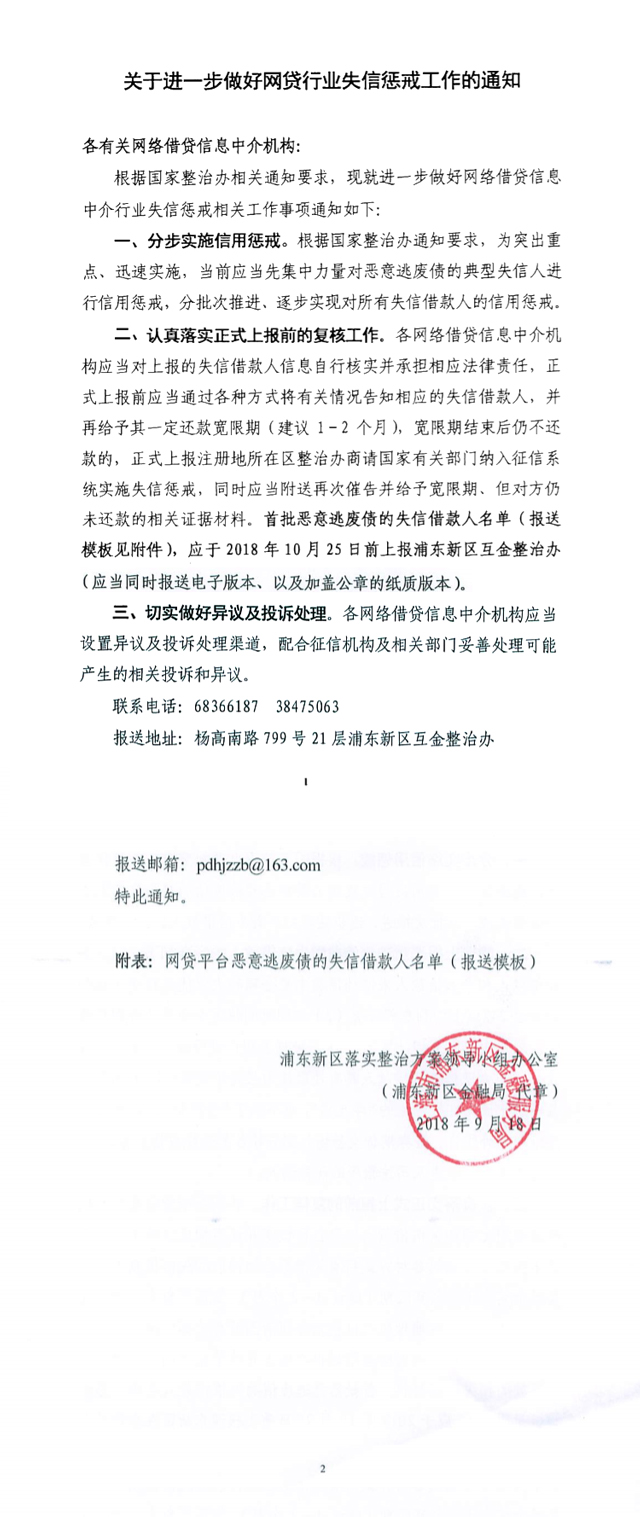 关于进一步做好网贷行业失信惩戒工作的通知
各有关网络借贷信息中介机构：
根据国家整治办相关通知要求，现就进一步做好网络借贷信息
中介行业失信惩戒相关工作事项通知如下：
一、分步实施信用惩戒。根据国家整治办通知要求，为突出重
点、迅速实施，当前应当先集中力量对恶意逃废债的典型失信人进
行信用惩戒，分批次推进、逐步实现对所有失信借款人的信用惩戒。
二、认真落实正式上报前的复核工作。各网络借贷信息中介机
构应当对上报的失信借款人信息自行核实并承担相应法律责任，正
式上报前应当通过各种方式将有关情况告知相应的失信借款人，并
再给予其一定还款宽限期（建议 1-2 个月），宽限期结束后仍不还
款的，正式上报注册地所在区整治办商请国家有关部门纳入征信系
统实施失信惩戒，同时应当附送再次催告并给予宽限期、但对方仍
未还款的相关证据材料。首批恶意逃废债的失信借款人名单（报送
模板见附件），应于 2018 年 10 月 25 日前上报浦东新区互金整治办
（应当同时报送电子版本、以及加盖公章的纸质版本）。
三、切实做好异议及投诉处理。各网络借贷信息中介机构应当
设置异议及投诉处理渠道，配合征信机构及相关部门妥善处理可能
产生的相关投诉和异议。
联系电话：68366187 38475063
报送地址：杨高南路 799 号 21 层浦东新区互金整治办
1
报送邮箱：pdhjzzb@163.com
特此通知。
附表：网贷平台恶意逃废债的失信借款人名单（报送模板）
浦东新区落实整治方案领导小组办公室
（浦东新区金融局 代章）
2018 年 9 月 18 日
上海市浦东新区金融服务局
2